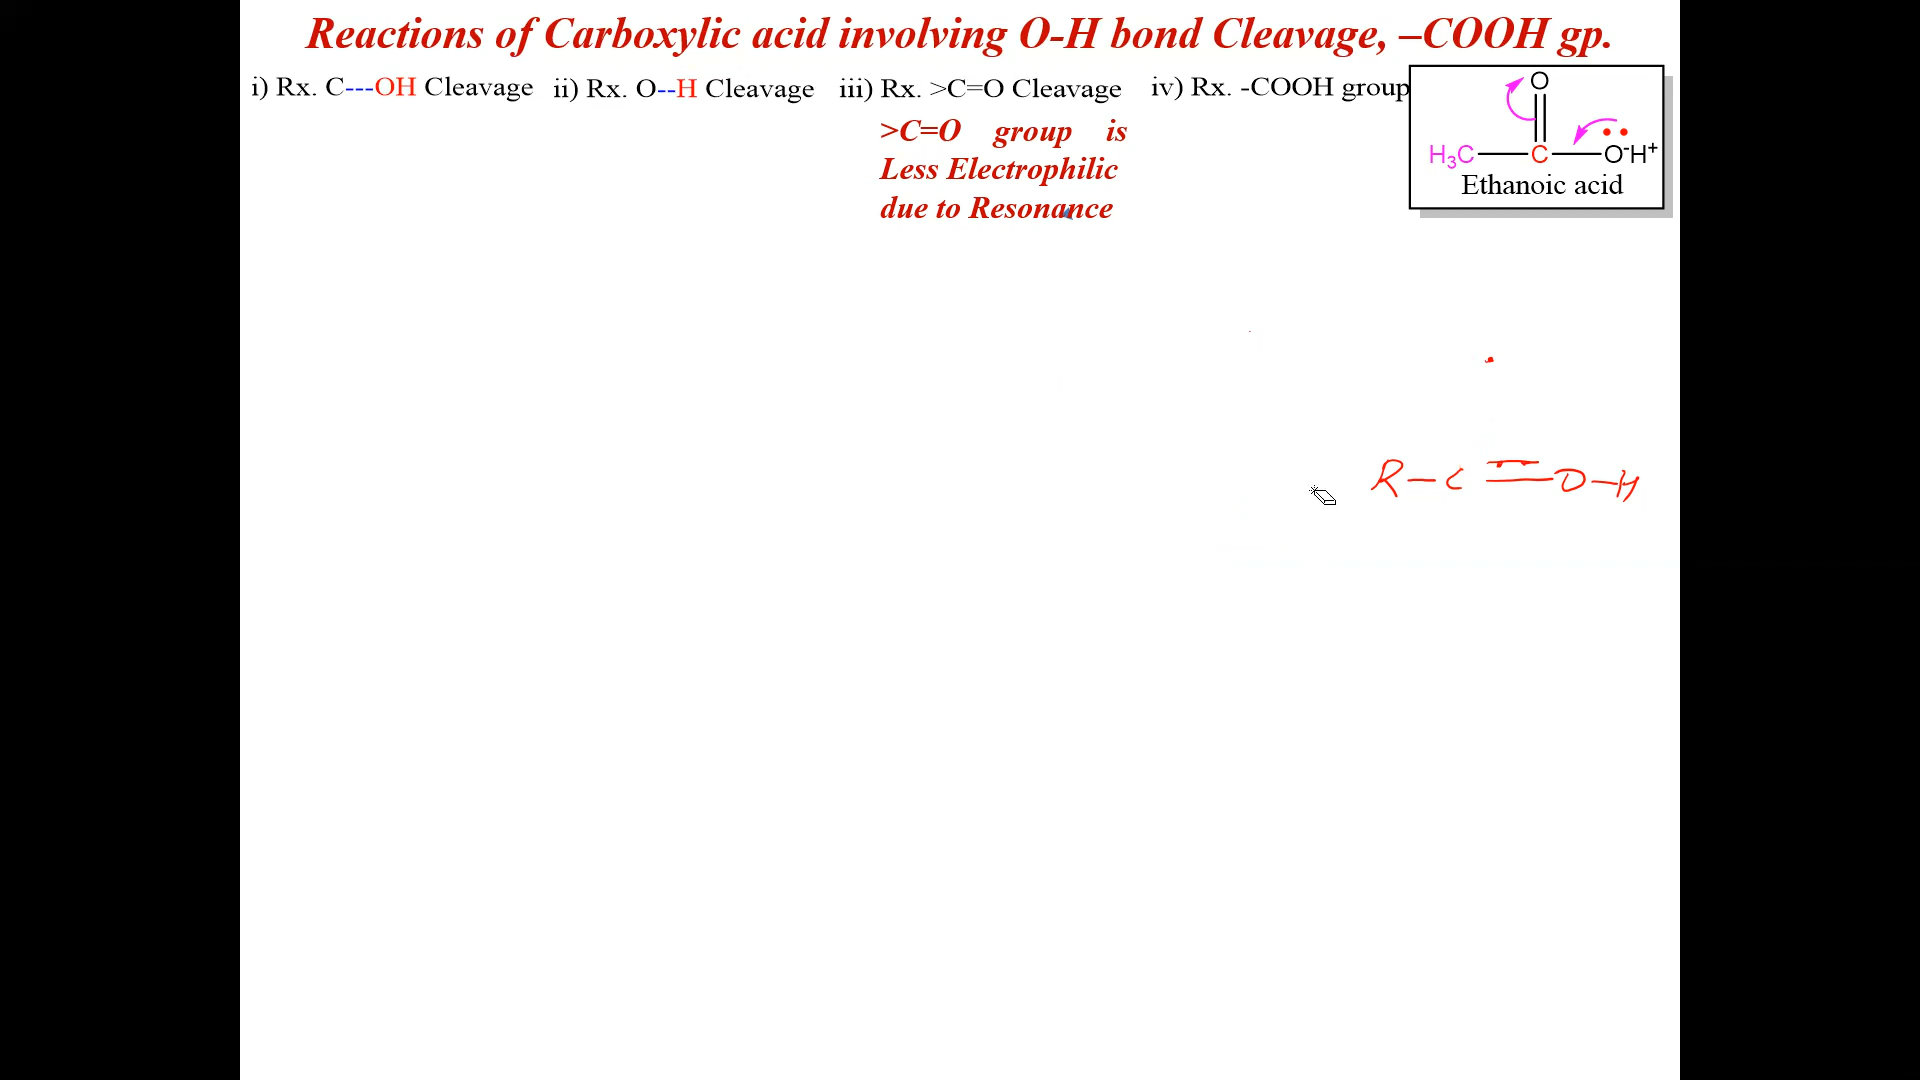 Reactions of Carboxylic acid involving O-H bond Cleavage, –COOH gp.
i) Rx. C---OH Cleavage
ii) Rx. O--H Cleavage
iii) Rx. >C=O Cleavage
>C=O group is
Less Electrophilic
due to Resonance
iv) Rx. -COOH group
O
H₃C C O⁻H⁺
Ethanoic acid
R–C=O–H